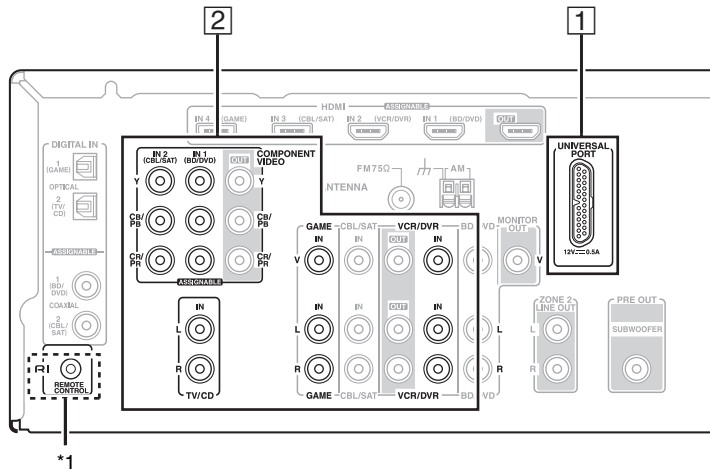 2
1
HDMI
ASSIGNABLE
IN 4 (GAME)
IN 3 (CBL/SAT)
IN 2 (VCR/DVR)
IN 1 (BD/DVD)
OUT
DIGITAL IN
1
(GAME)
OPTICAL
2
(TV/
CD)
ASSIGNABLE
1
(BD/
DVD)
COAXIAL
2
(CBL/
SAT)
RI
REMOTE
CONTROL
*1
IN 2
(CBL/SAT)
IN 1
(BD/DVD)
OUT
COMPONENT
VIDEO
Y
Y
CB/
PB
CB/
PB
CR/
PR
CR/
PR
ASSIGNABLE
NTENNA
FM75Ω
AM
UNIVERSAL
PORT
12V 0.5A
GAME
CBL/SAT
VCR/DVR
BD VD
MONITOR
OUT
IN
IN
OUT
IN
V
V
IN
IN
IN
OUT
IN
L
L
L
R
R
R
TV/CD
GAME
CBL/SAT
VCR/DVR
BD VD
ZONE 2
LINE OUT
L
R
PRE OUT
SUBWOOFER